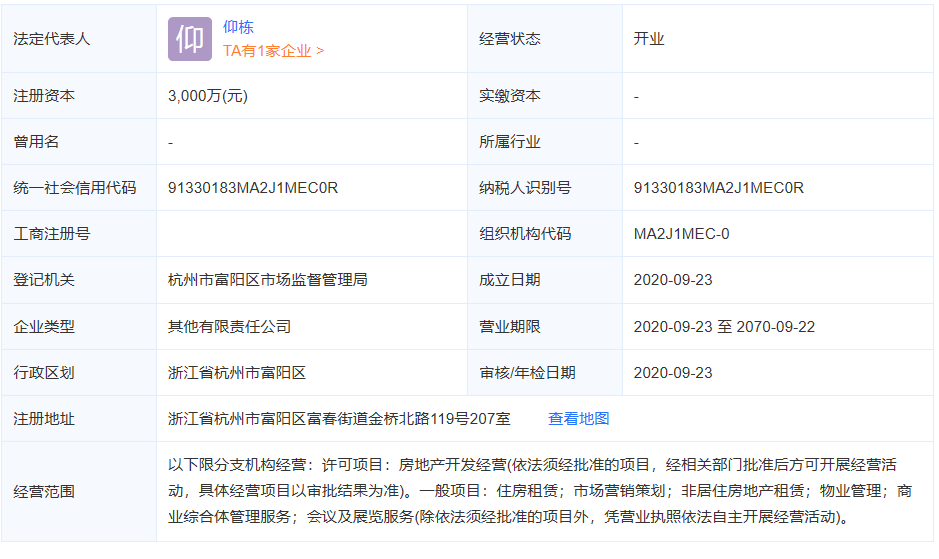 法定代表人
仰
仰栋
TA有1家企业 >
经营状态
开业
注册资本
3,000万(元)
实缴资本
-
曾用名
-
所属行业
-
统一社会信用代码
91330183MA2J1MEC0R
纳税人识别号
91330183MA2J1MEC0R
工商注册号
组织机构代码
MA2J1MEC-0
登记机关
杭州市富阳区市场监督管理局
成立日期
2020-09-23
企业类型
其他有限责任公司
营业期限
2020-09-23 至 2070-09-22
行政区划
浙江省杭州市富阳区
审核/年检日期
2020-09-23
注册地址
浙江省杭州市富阳区富春街道金桥北路119号207室
查看地图
经营范围
以下限分支机构经营：许可项目：房地产开发经营(依法须经批准的项目，经相关部门批准后方可开展经营活
动，具体经营项目以审批结果为准)。一般项目：住房租赁；市场营销策划；非居住房地产租赁；物业管理；商
业综合体管理服务；会议及展览服务(除依法须经批准的项目外，凭营业执照依法自主开展经营活动)。